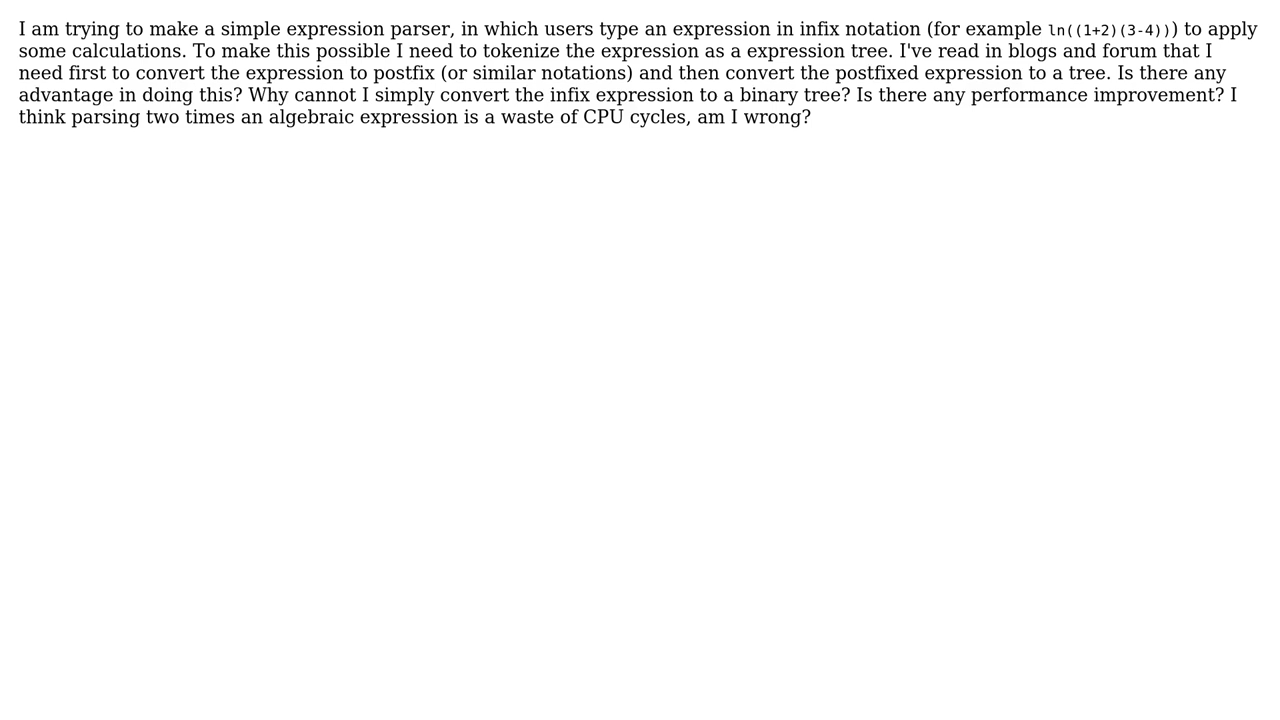 I am trying to make a simple expression parser, in which users type an expression in infix notation (for example ln((1+2)(3-4))) to apply
some calculations. To make this possible I need to tokenize the expression as a expression tree. I've read in blogs and forum that I
need first to convert the expression to postfix (or similar notations) and then convert the postfixed expression to a tree. Is there any
advantage in doing this? Why cannot I simply convert the infix expression to a binary tree? Is there any performance improvement? I
think parsing two times an algebraic expression is a waste of CPU cycles, am I wrong?